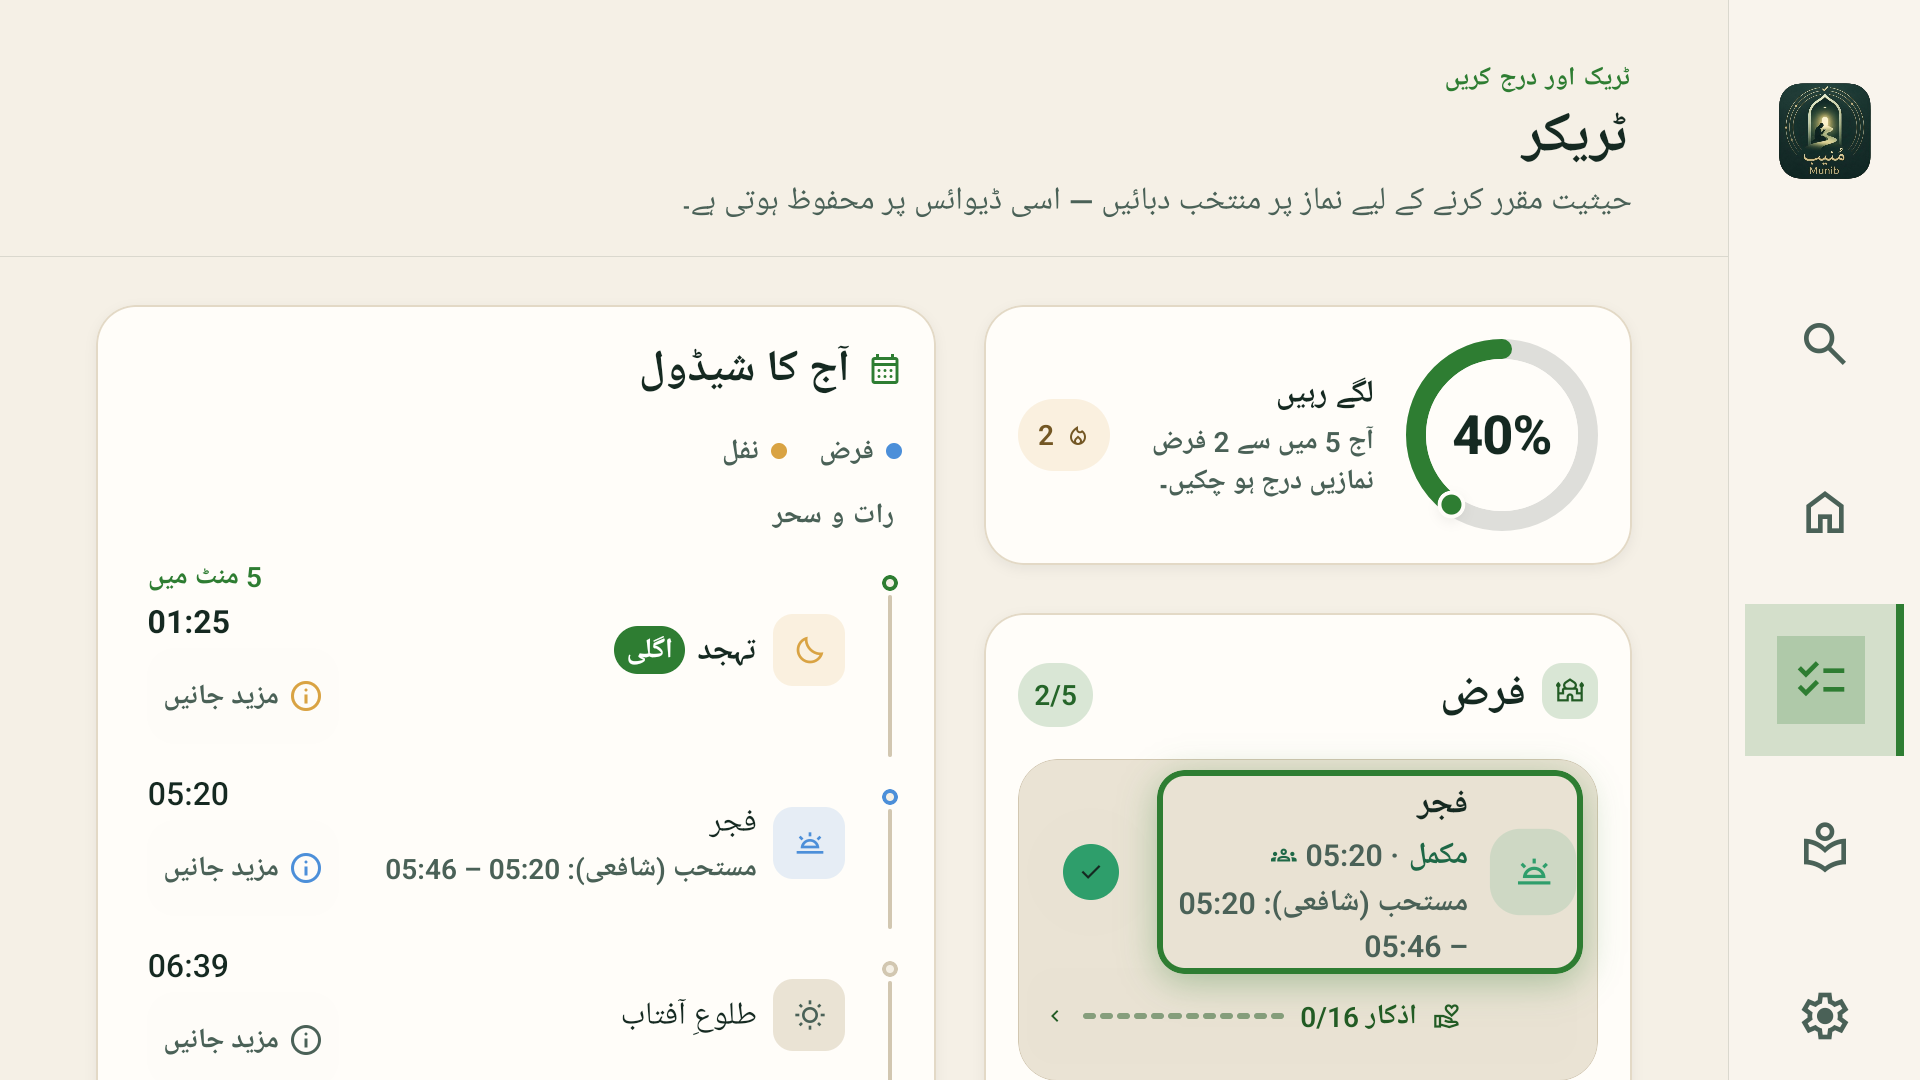 مُنیب
Munib
ٹریک اور درج کریں
ٹریکر
حیثیت مقرر کرنے کے لیے نماز پر منتخب دبائیں — اسی ڈیوائس پر محفوظ ہوتی ہے۔
40%
لگے رہیں
آج 5 میں سے 2 فرض
نمازیں درج ہو چکیں۔
2
فرض
2/5
فجر
مکمل · 05:20
مستحب (شافعی): 05:20
– 05:46
اذکار 0/16
آج کا شیڈول
فرض
نفل
رات و سحر
تہجد
اگلی
5 منٹ میں
01:25
مزید جانیں
فجر
مستحب (شافعی): 05:20 – 05:46
05:20
مزید جانیں
طلوعِ آفتاب
06:39
مزید جانیں